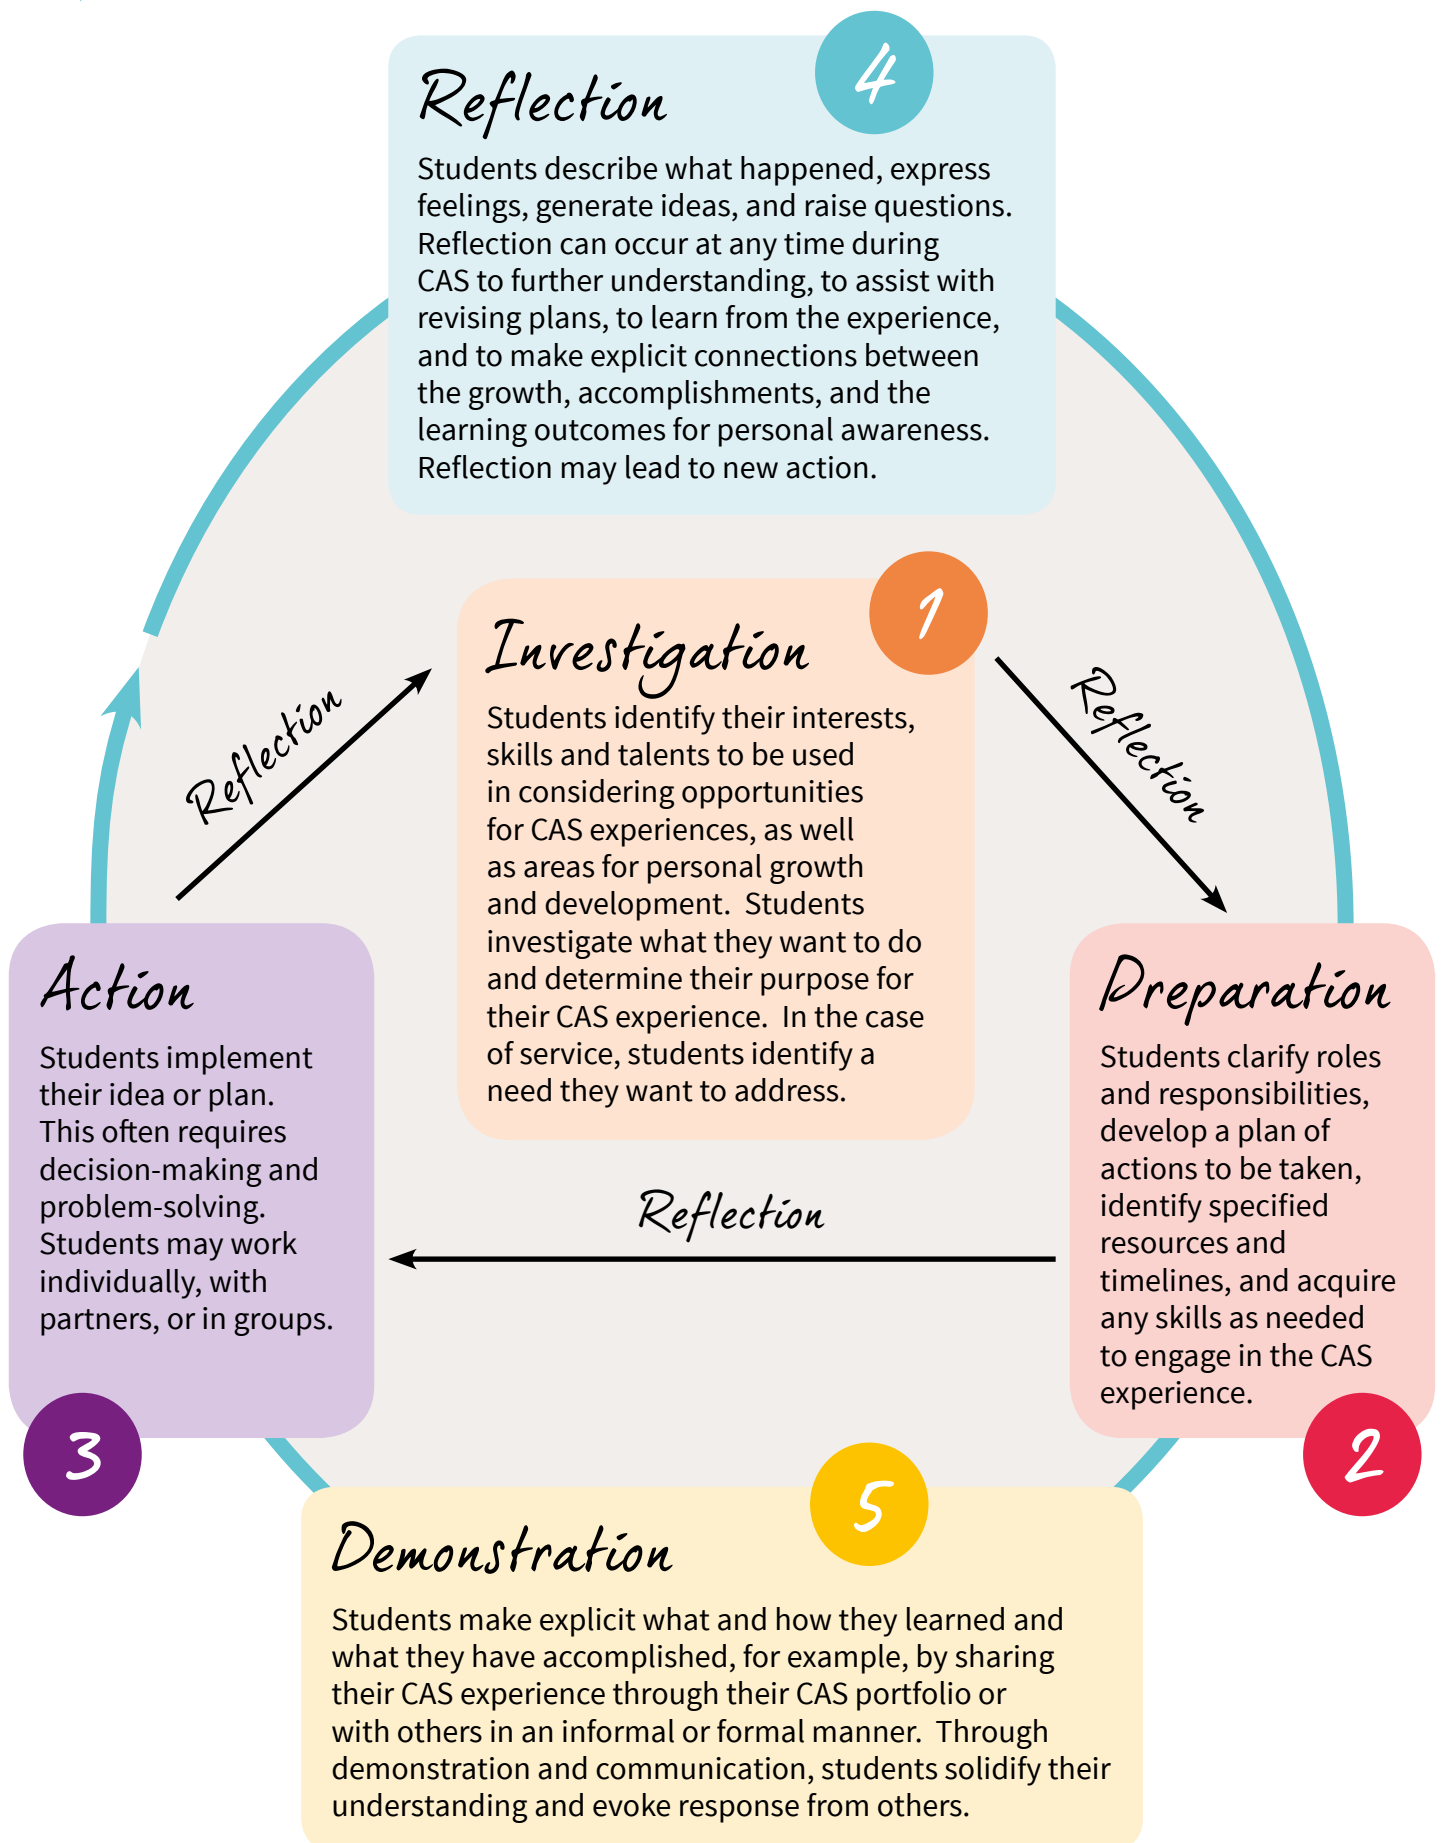 4
Reflection
Students describe what happened, express
feelings, generate ideas, and raise questions.
Reflection can occur at any time during
CAS to further understanding, to assist with
revising plans, to learn from the experience,
and to make explicit connections between
the growth, accomplishments, and the
learning outcomes for personal awareness.
Reflection may lead to new action.
1
Investigation
Students identify their interests,
skills and talents to be used
in considering opportunities
for CAS experiences, as well
as areas for personal growth
and development.  Students
investigate what they want to do
and determine their purpose for
their CAS experience.  In the case
of service, students identify a
need they want to address.
Reflection
Reflection
Preparation
Students clarify roles
and responsibilities,
develop a plan of
actions to be taken,
identify specified
resources and
timelines, and acquire
any skills as needed
to engage in the CAS
experience.
2
Reflection
Action
Students implement
their idea or plan.
This often requires
decision-making and
problem-solving.
Students may work
individually, with
partners, or in groups.
3
5
Demonstration
Students make explicit what and how they learned and
what they have accomplished, for example, by sharing
their CAS experience through their CAS portfolio or
with others in an informal or formal manner.  Through
demonstration and communication, students solidify their
understanding and evoke response from others.